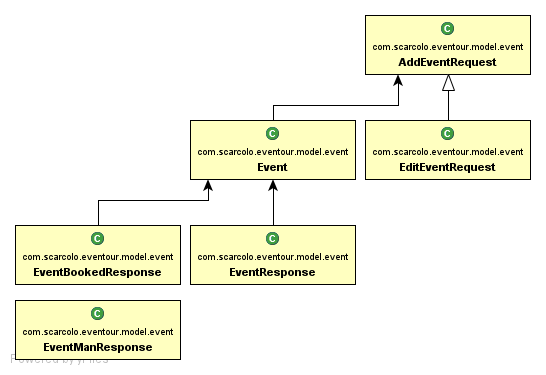 C
com.scarcolo.eventour.model.event
AddEventRequest
C
com.scarcolo.eventour.model.event
Event
C
com.scarcolo.eventour.model.event
EditEventRequest
C
com.scarcolo.eventour.model.event
EventBookedResponse
C
com.scarcolo.eventour.model.event
EventResponse
C
com.scarcolo.eventour.model.event
EventManResponse
Powered by yFiles